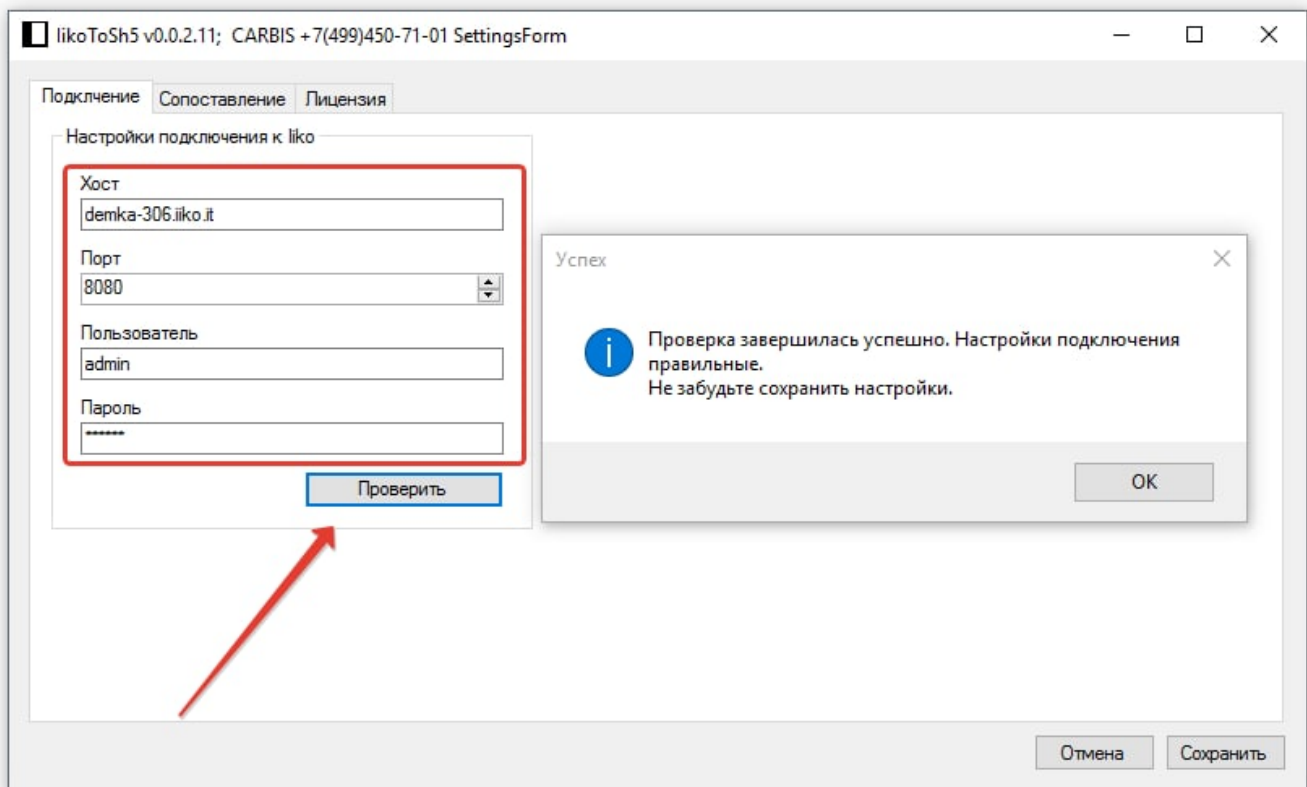 IikoToSh5 v0.0.2.11; CARBIS +7(499)450-71-01 SettingsForm
Подклчение Сопоставление Лицензия
Настройки подключения к Iiko
Хост
demka-306.iiko.it
Порт
8080
Пользователь
admin
Пароль
******
Проверить
Успех
Проверка завершилась успешно. Настройки подключения
правильные.
Не забудьте сохранить настройки.
OK
Отмена Сохранить